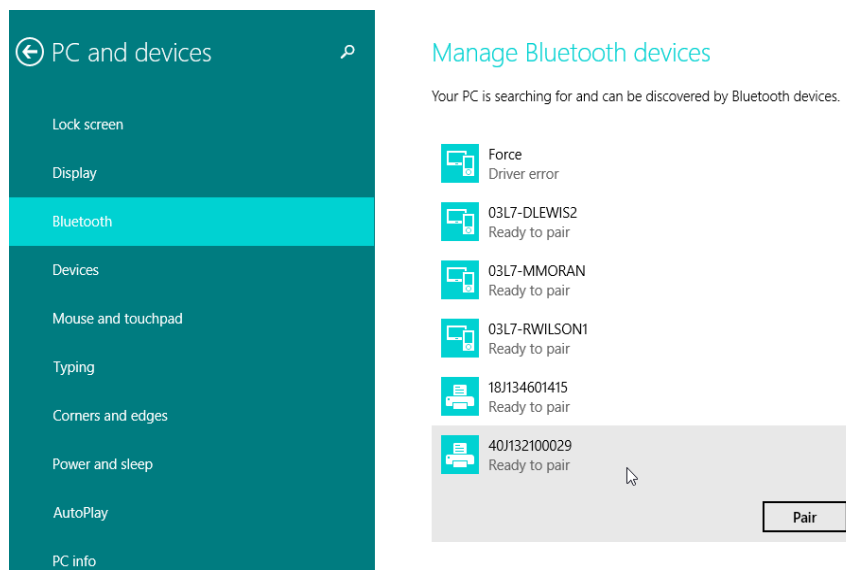 PC and devices
Lock screen
Display
Bluetooth
Devices
Mouse and touchpad
Typing
Corners and edges
Power and sleep
AutoPlay
PC info
Manage Bluetooth devices
Your PC is searching for and can be discovered by Bluetooth devices.
Force
Driver error
03L7-DLEWIS2
Ready to pair
03L7-MMORAN
Ready to pair
03L7-RWILSON1
Ready to pair
18J134601415
Ready to pair
40J132100029
Ready to pair
Pair